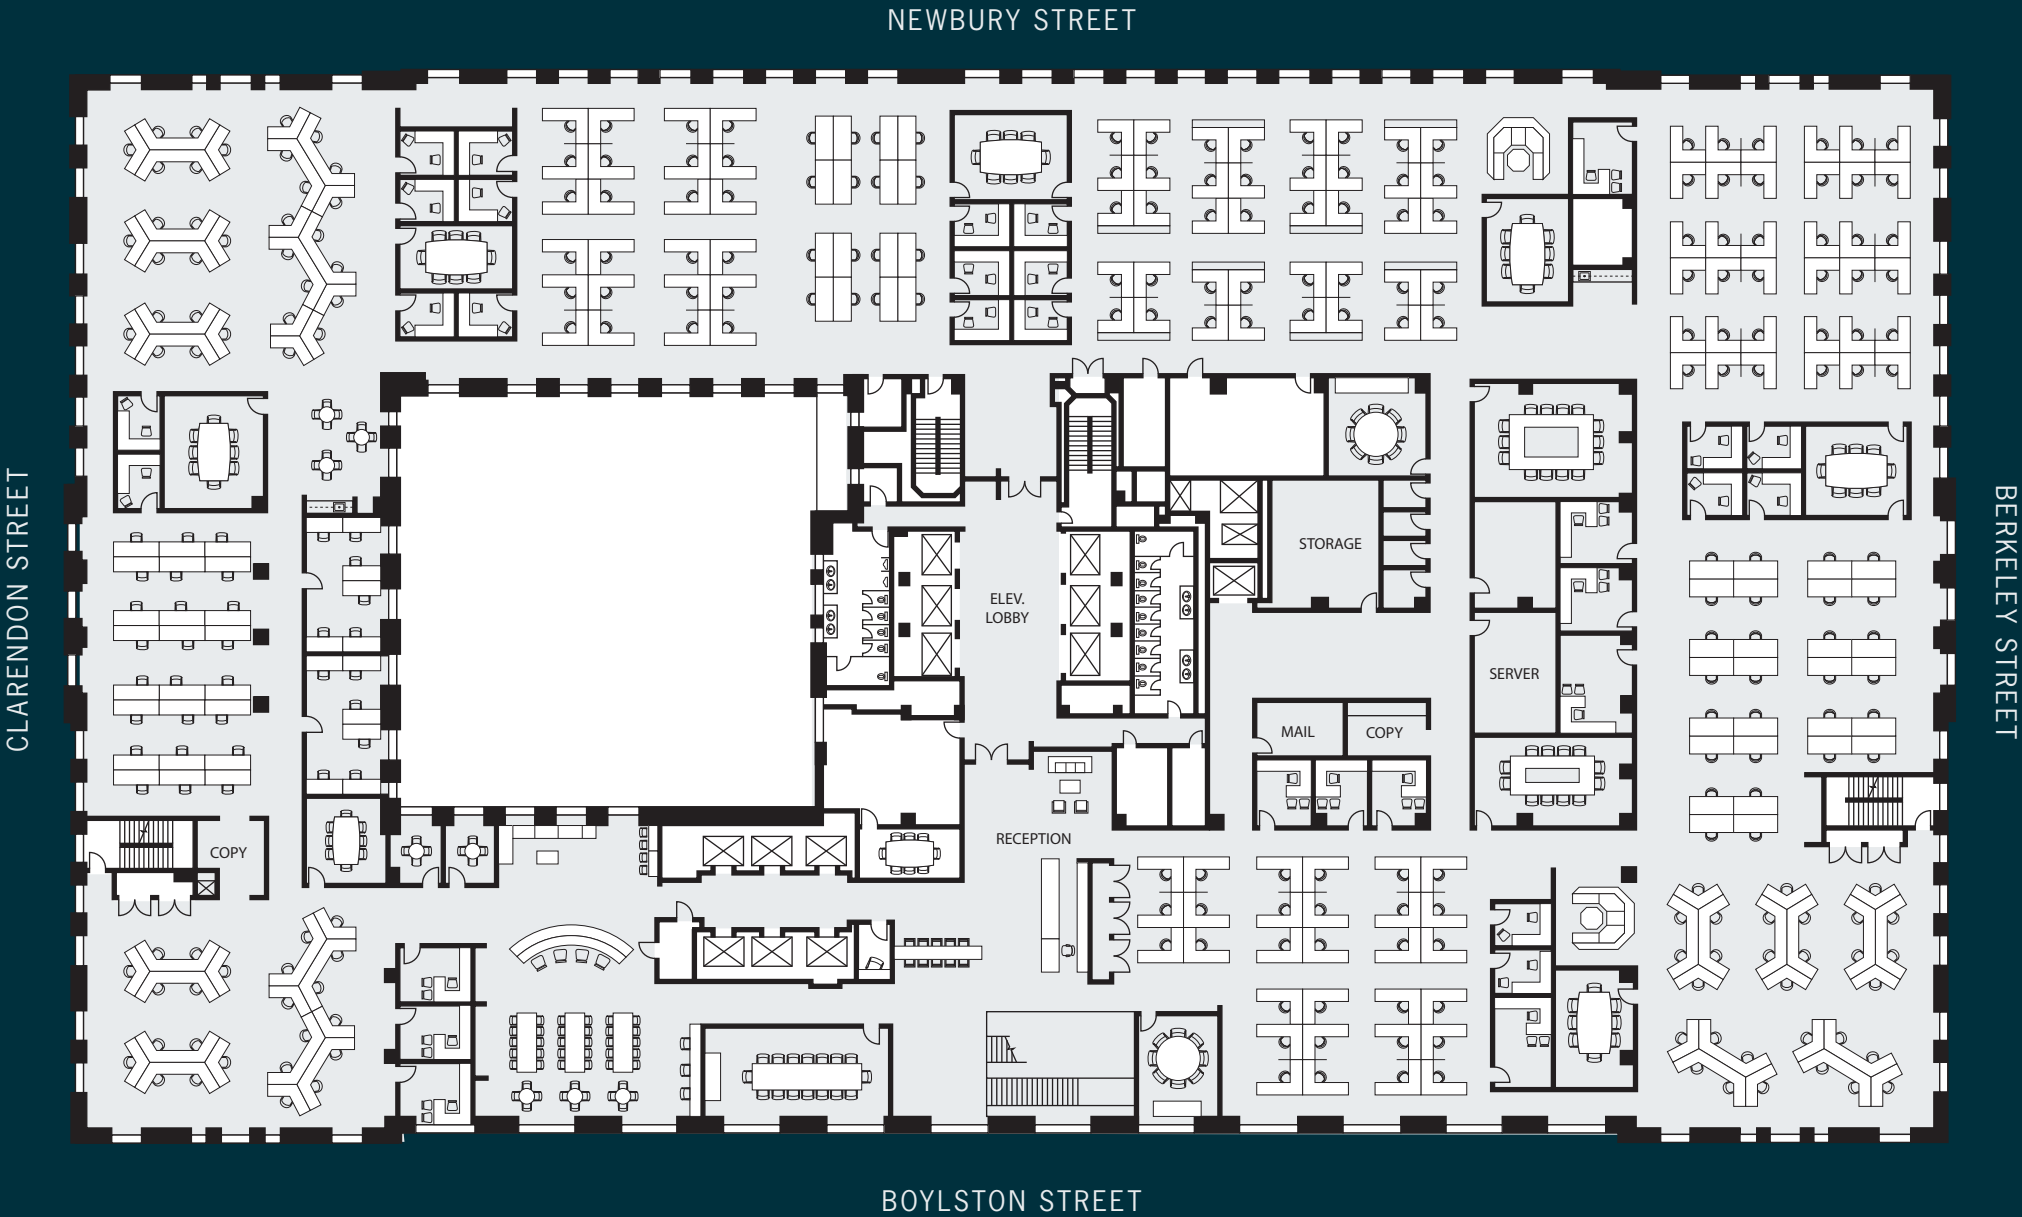 NEWBURY STREET
CLARENDON STREET
BERKELEY STREET
STORAGE
ELEV.
LOBBY
SERVER
MAIL
COPY
RECEPTION
COPY
BOYLSTON STREET